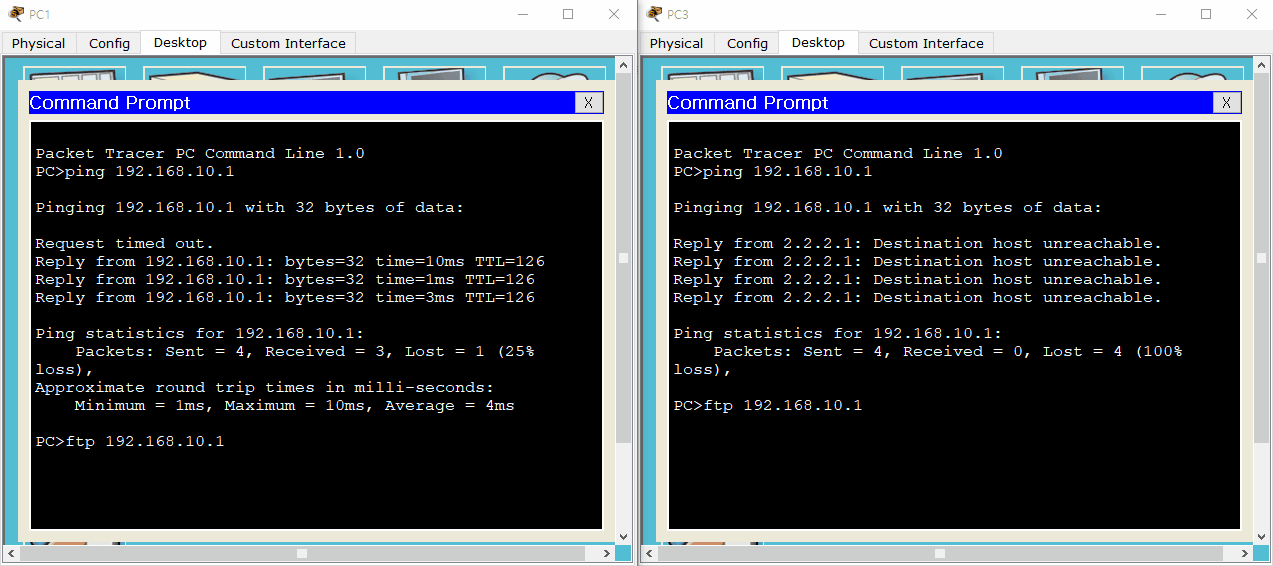 PC1
Physical Config Desktop Custom Interface
Command Prompt X
Packet Tracer PC Command Line 1.0
PC>ping 192.168.10.1
Pinging 192.168.10.1 with 32 bytes of data:
Request timed out.
Reply from 192.168.10.1: bytes=32 time=10ms TTL=126
Reply from 192.168.10.1: bytes=32 time=1ms TTL=126
Reply from 192.168.10.1: bytes=32 time=3ms TTL=126
Ping statistics for 192.168.10.1:
    Packets: Sent = 4, Received = 3, Lost = 1 (25%
loss),
Approximate round trip times in milli-seconds:
    Minimum = 1ms, Maximum = 10ms, Average = 4ms
PC>ftp 192.168.10.1
PC3
Physical Config Desktop Custom Interface
Command Prompt X
Packet Tracer PC Command Line 1.0
PC>ping 192.168.10.1
Pinging 192.168.10.1 with 32 bytes of data:
Reply from 2.2.2.1: Destination host unreachable.
Reply from 2.2.2.1: Destination host unreachable.
Reply from 2.2.2.1: Destination host unreachable.
Reply from 2.2.2.1: Destination host unreachable.
Ping statistics for 192.168.10.1:
    Packets: Sent = 4, Received = 0, Lost = 4 (100%
loss),
PC>ftp 192.168.10.1